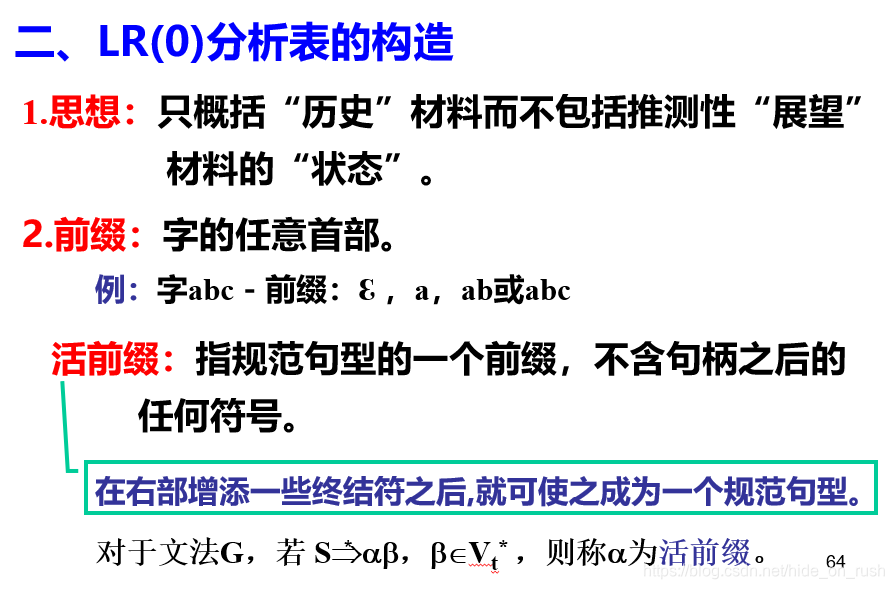 二、LR(0)分析表的构造
1.思想：只概括“历史”材料而不包括推测性“展望”
材料的“状态”。
2.前缀：字的任意首部。
例：字abc - 前缀：ε ，a，ab或abc
活前缀：指规范句型的一个前缀，不含句柄之后的
任何符号。
在右部增添一些终结符之后,就可使之成为一个规范句型。
对于文法G，若 S⇒*αβ，β∈Vt*，则称α为活前缀。
64
https://blog.csdn.net/hide_on_rush